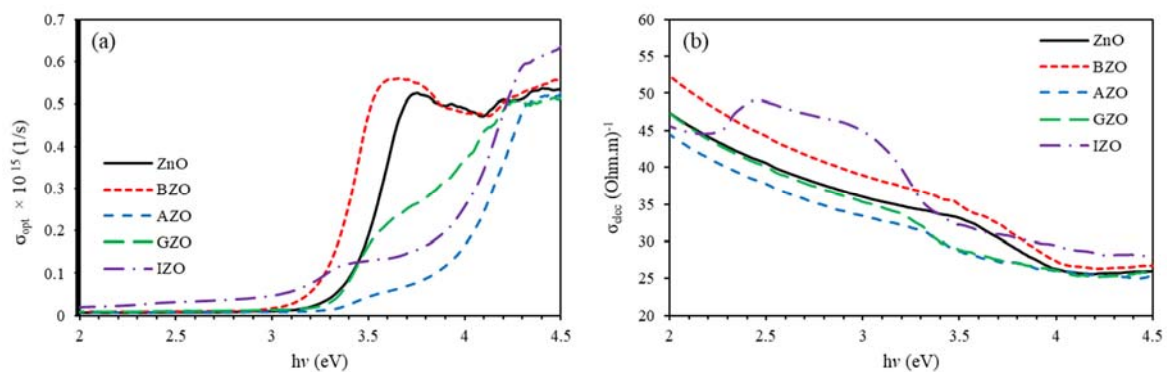 (a)
σopt × 10 15 (1/s)
0.7
0.6
0.5
0.4
0.3
0.2
0.1
0
ZnO
BZO
AZO
GZO
IZO
2 2.5 3 3.5 4 4.5
hν (eV)
(b)
σelec (Ohm.m)-1
60
55
50
45
40
35
30
25
20
ZnO
BZO
AZO
GZO
IZO
2 2.5 3 3.5 4 4.5
hν (eV)